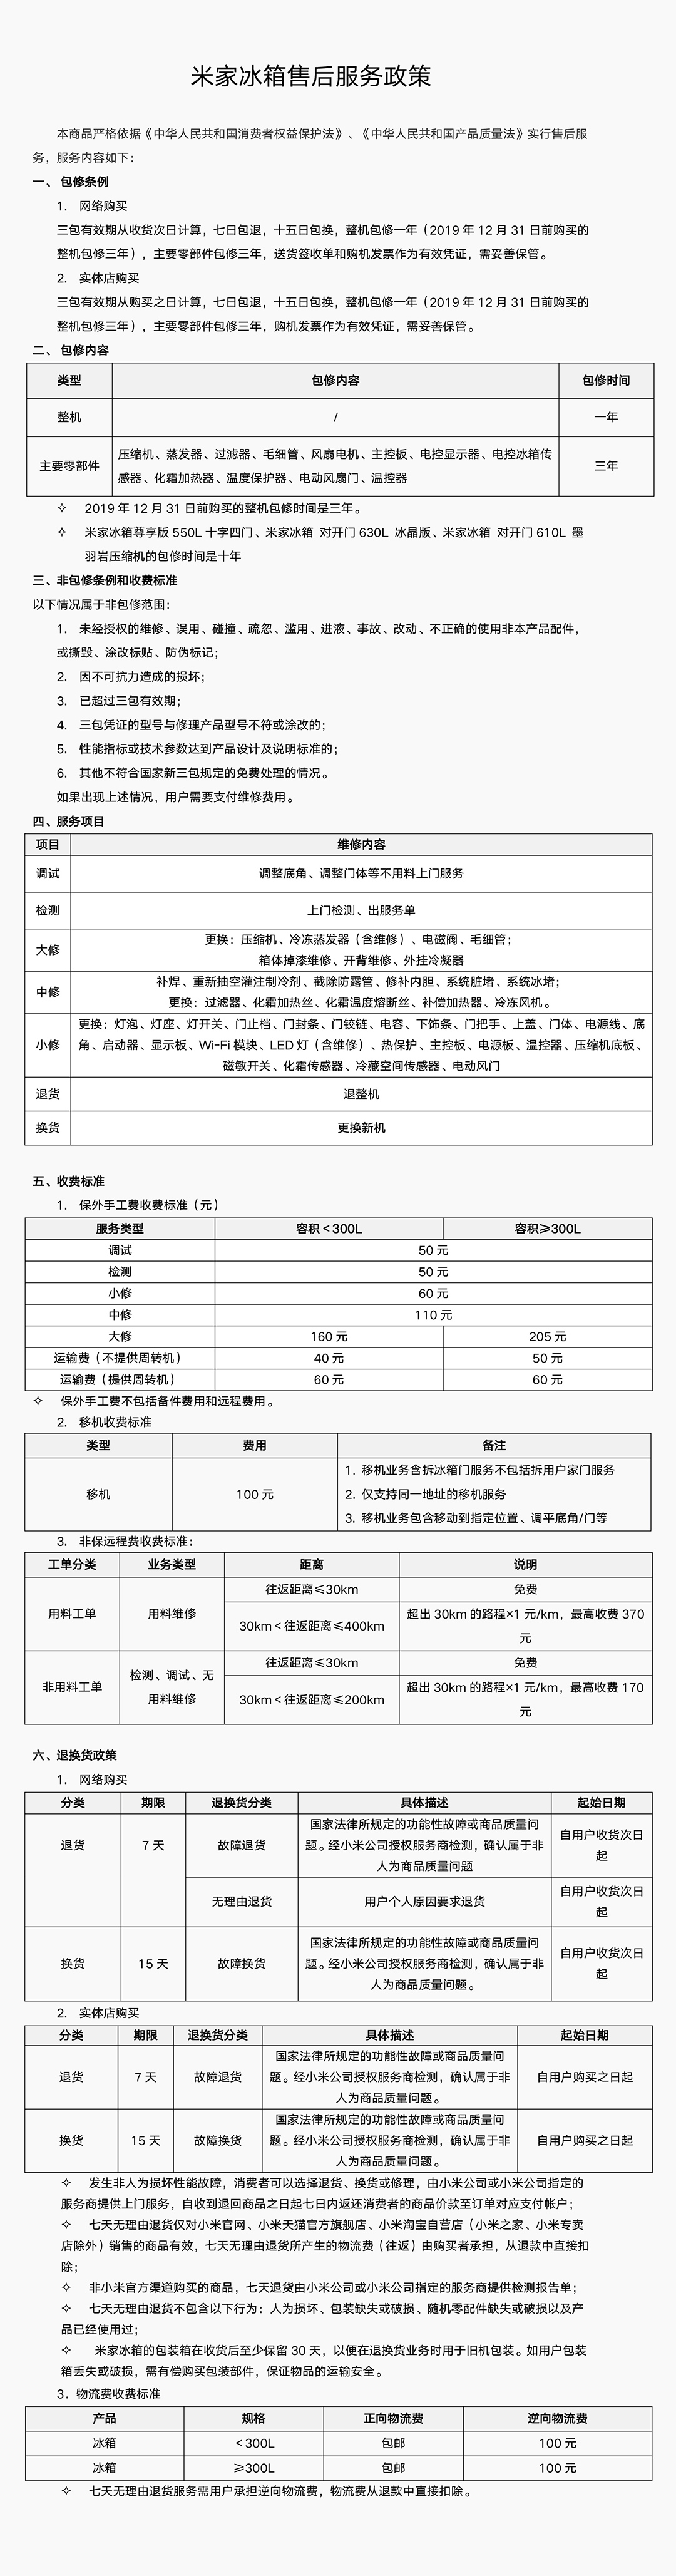 米家冰箱售后服务政策
本商品严格依据《中华人民共和国消费者权益保护法》、《中华人民共和国产品质量法》实行售后服
务，服务内容如下：
一、 包修条例
1. 网络购买
三包有效期从收货次日计算，七日包退，十五日包换，整机包修一年（2019 年 12 月 31 日前购买的
整机包修三年），主要零部件包修三年，送货签收单和购机发票作为有效凭证，需妥善保管。
2. 实体店购买
三包有效期从购买之日计算，七日包退，十五日包换，整机包修一年（2019 年 12 月 31 日前购买的
整机包修三年），主要零部件包修三年，购机发票作为有效凭证，需妥善保管。
二、 包修内容
类型 包修内容 包修时间
整机 / 一年
主要零部件 压缩机、蒸发器、过滤器、毛细管、风扇电机、主控板、电控显示器、电控冰箱传
感器、化霜加热器、温度保护器、电动风扇门、温控器 三年
✧ 2019 年 12 月 31 日前购买的整机包修时间是三年。
✧ 米家冰箱尊享版 550L 十字四门、米家冰箱 对开门 630L 冰晶版、米家冰箱 对开门 610L 墨
羽岩压缩机的包修时间是十年
三、非包修条例和收费标准
以下情况属于非包修范围：
1. 未经授权的维修、误用、碰撞、疏忽、滥用、进液、事故、改动、不正确的使用非本产品配件，
或撕毁、涂改标贴、防伪标记；
2. 因不可抗力造成的损坏；
3. 已超过三包有效期；
4. 三包凭证的型号与修理产品型号不符或涂改的；
5. 性能指标或技术参数达到产品设计及说明标准的；
6. 其他不符合国家新三包规定的免费处理的情况。
如果出现上述情况，用户需要支付维修费用。
四、服务项目
项目 维修内容
调试 调整底角、调整门体等不用料上门服务
检测 上门检测、出服务单
大修 更换：压缩机、冷冻蒸发器（含维修）、电磁阀、毛细管；
箱体掉漆维修、开背维修、外挂冷凝器
中修 补焊、重新抽空灌注制冷剂、截除防露管、修补内胆、系统脏堵、系统冰堵；
更换：过滤器、化霜加热丝、化霜温度熔断丝、补偿加热器、冷冻风机。
小修 更换：灯泡、灯座、灯开关、门止档、门封条、门铰链、电容、下饰条、门把手、上盖、门体、电源线、底
角、启动器、显示板、Wi-Fi 模块、LED 灯（含维修）、热保护、主控板、电源板、温控器、压缩机底板、
磁敏开关、化霜传感器、冷藏空间传感器、电动风门
退货 退整机
换货 更换新机
五、收费标准
1. 保外手工费收费标准（元）
服务类型 容积＜300L 容积≥300L
调试 50 元
检测 50 元
小修 60 元
中修 110 元
大修 160 元 205 元
运输费（不提供周转机） 40 元 50 元
运输费（提供周转机） 60 元 60 元
✧ 保外手工费不包括备件费用和远程费用。
2. 移机收费标准
类型 费用 备注
移机 100 元 1. 移机业务含拆冰箱门服务不包括拆用户家门服务
2. 仅支持同一地址的移机服务
3. 移机业务包含移动到指定位置、调平底角/门等
3. 非保远程费收费标准：
工单分类 业务类型 距离 说明
用料工单 用料维修 往返距离≤30km 免费
30km＜往返距离≤400km 超出 30km 的路程×1 元/km，最高收费 370
元
非用料工单 检测、调试、无
用料维修 往返距离≤30km 免费
30km＜往返距离≤200km 超出 30km 的路程×1 元/km，最高收费 170
元
六、退换货政策
1. 网络购买
分类 期限 退换货分类 具体描述 起始日期
退货 7 天 故障退货 国家法律所规定的功能性故障或商品质量问
题。经小米公司授权服务商检测，确认属于非
人为商品质量问题 自用户收货次日
起
无理由退货 用户个人原因要求退货 自用户收货次日
起
换货 15 天 故障换货 国家法律所规定的功能性故障或商品质量问
题。经小米公司授权服务商检测，确认属于非
人为商品质量问题。 自用户收货次日
起
2. 实体店购买
分类 期限 退换货分类 具体描述 起始日期
退货 7 天 故障退货 国家法律所规定的功能性故障或商品质量问
题。经小米公司授权服务商检测，确认属于非
人为商品质量问题。 自用户购买之日起
换货 15 天 故障换货 国家法律所规定的功能性故障或商品质量问
题。经小米公司授权服务商检测，确认属于非
人为商品质量问题。 自用户购买之日起
✧ 发生非人为损坏性能故障，消费者可以选择退货、换货或修理，由小米公司或小米公司指定的
服务商提供上门服务，自收到退回商品之日起七日内返还消费者的商品价款至订单对应支付帐户；
✧ 七天无理由退货仅对小米官网、小米天猫官方旗舰店、小米淘宝自营店（小米之家、小米专卖
店除外）销售的商品有效，七天无理由退货所产生的物流费（往返）由购买者承担，从退款中直接扣
除；
✧ 非小米官方渠道购买的商品，七天退货由小米公司或小米公司指定的服务商提供检测报告单；
✧ 七天无理由退货不包含以下行为：人为损坏、包装缺失或破损、随机零配件缺失或破损以及产
品已经使用过；
✧ 米家冰箱的包装箱在收货后至少保留 30 天，以便在退换货业务时用于旧机包装。如用户包装
箱丢失或破损，需有偿购买包装部件，保证物品的运输安全。
3. 物流费收费标准
产品 规格 正向物流费 逆向物流费
冰箱 ＜300L 包邮 100 元
冰箱 ≥300L 包邮 100 元
✧ 七天无理由退货服务需用户承担逆向物流费，物流费从退款中直接扣除。